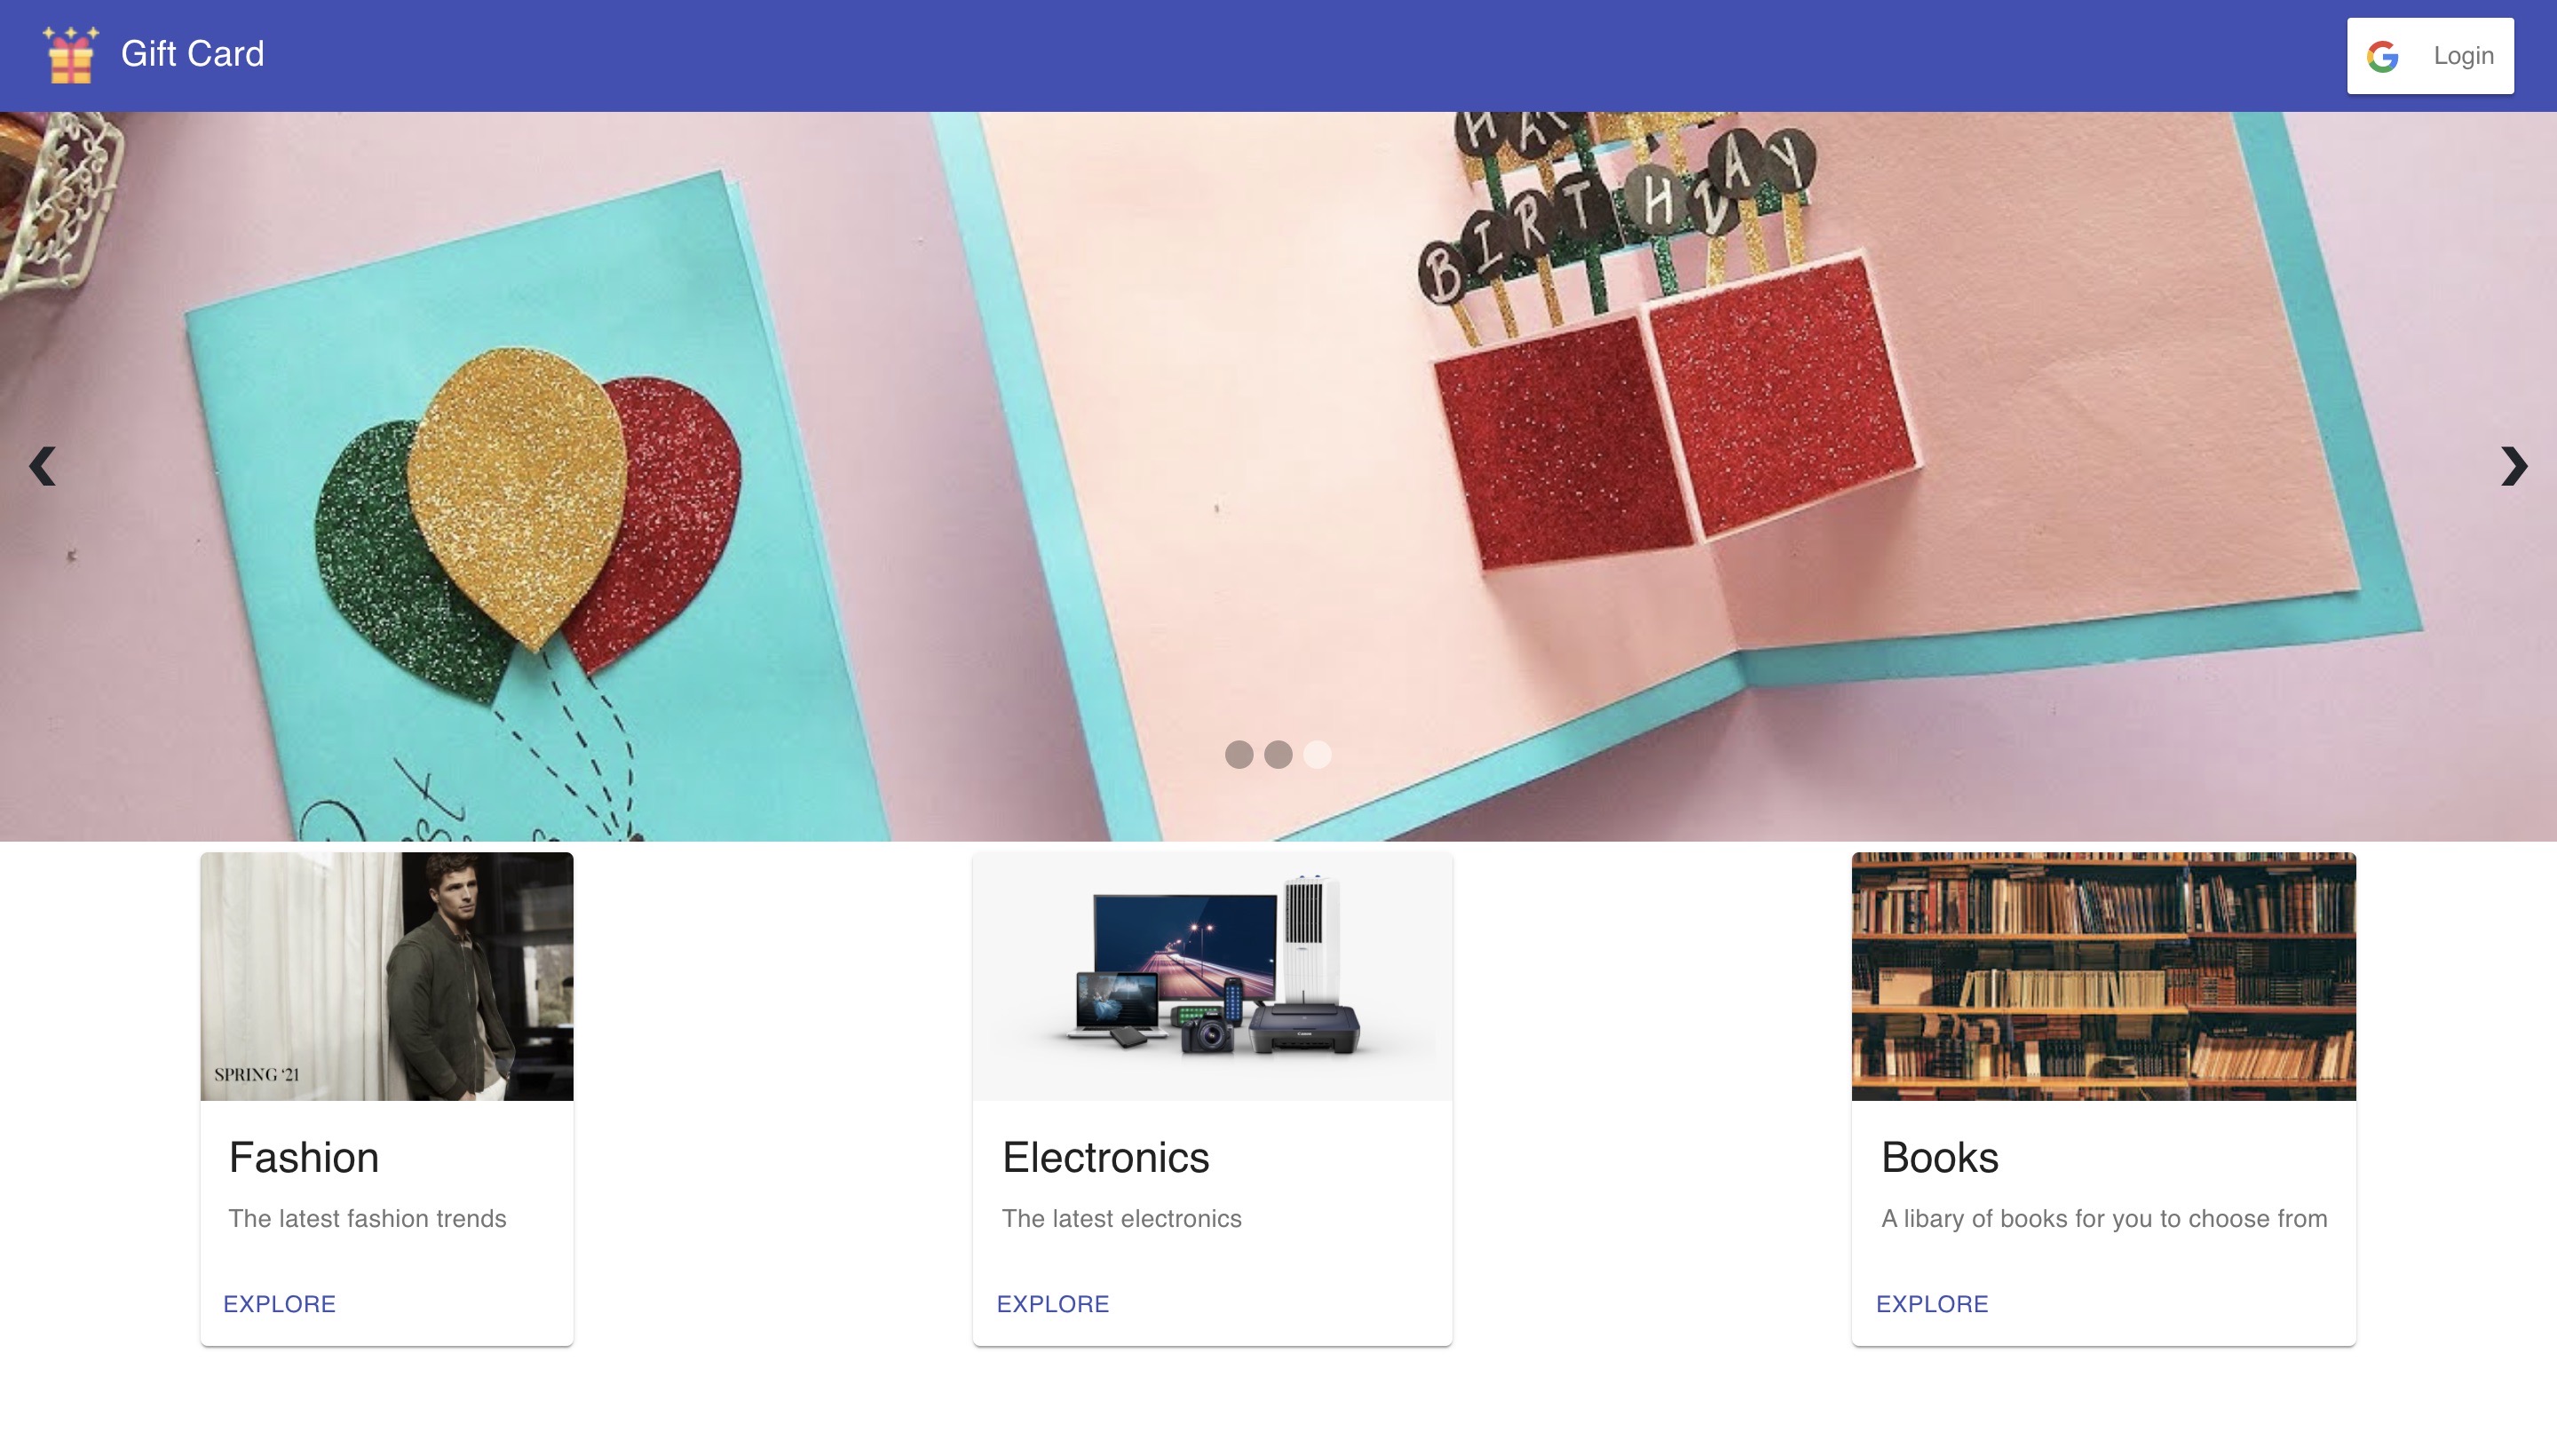 Gift Card
Login
HA
BIRTHDAY
SPRING ‘21
Fashion
Electronics
Books
The latest fashion trends
The latest electronics
A libary of books for you to choose from
EXPLORE
EXPLORE
EXPLORE